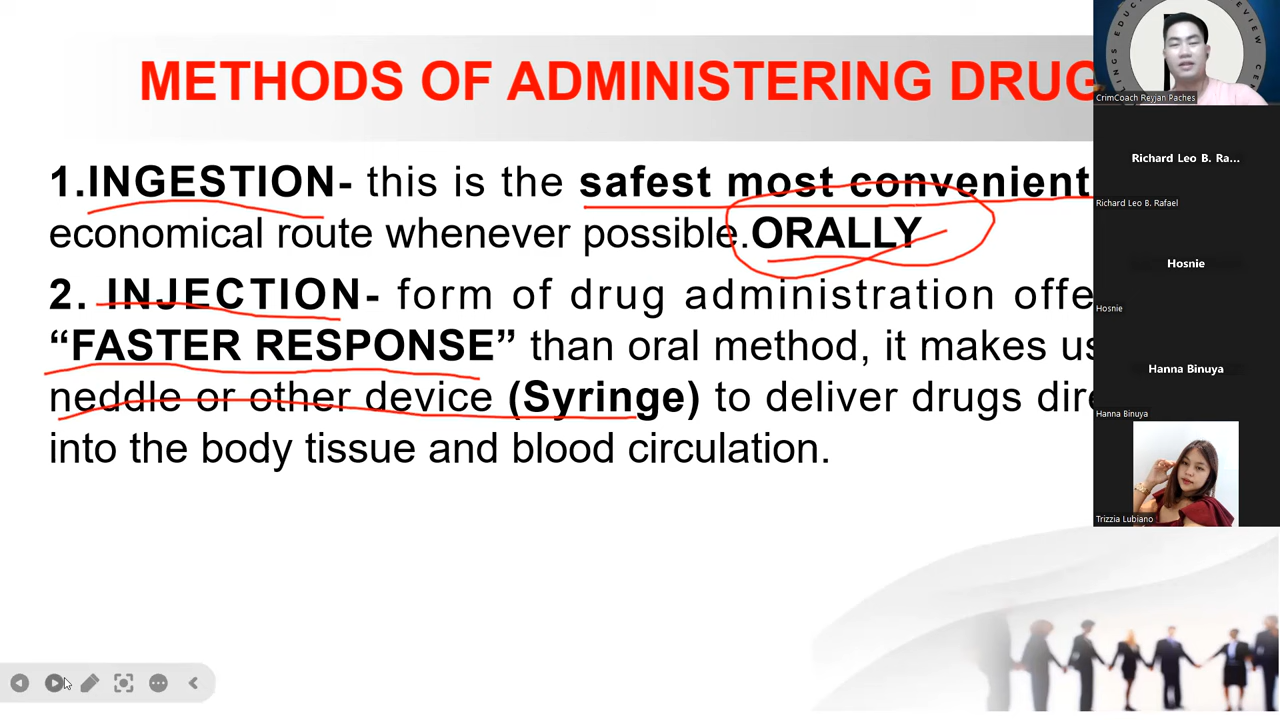 METHODS OF ADMINISTERING DRUG
1.INGESTION- this is the safest most convenient
economical route whenever possible.ORALLY
2. INJECTION- form of drug administration offe
“FASTER RESPONSE” than oral method, it makes us
neddle or other device (Syringe) to deliver drugs dire
into the body tissue and blood circulation.
CrimCoach Reyjan Paches
Richard Leo B. Ra...
Richard Leo B. Rafael
Hosnie
Hosnie
Hanna Binuya
Hanna Binuya
Trizzia Lubiano